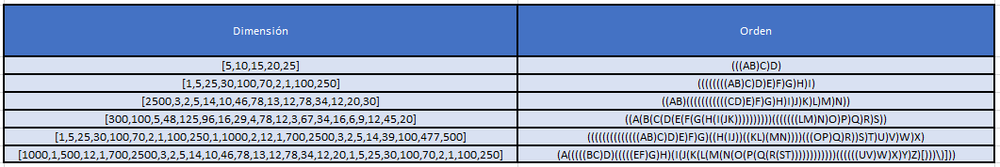 Dimensión Orden
[5,10,15,20,25] (((AB)C)D)
[1,5,25,30,100,70,2,1,100,250] ((((((((AB)C)D)E)F)G)H)I)
[2500,3,2,5,14,10,46,78,13,12,78,34,12,20,30] ((AB)(((((((((((CD)E)F)G)H)I)J)K)L)M)N))
[300,100,5,48,125,96,16,29,4,78,12,3,67,34,16,6,9,12,45,20] ((A(B(C(D(E(F(G(H(I(JK))))))))))(((((((LM)N)O)P)Q)R)S))
[1,5,25,30,100,70,2,1,100,250,1,1000,2,12,1,700,2500,3,2,5,14,39,100,477,500] ((((((((((((((AB)C)D)E)F)G)((H(IJ))((KL)(MN))))(((OP)Q)R))S)T)U)V)W)X)
[1000,1,500,12,1,700,2500,3,2,5,14,10,46,78,13,12,78,34,12,20,1,5,25,30,100,70,2,1,100,250] (A(((((BC)D)(((((EF)G)H)(I(J(K(L(M(N(O(P(Q(R(ST))))))))))))((((((UV)W)X)Y)Z)[)))\)]))